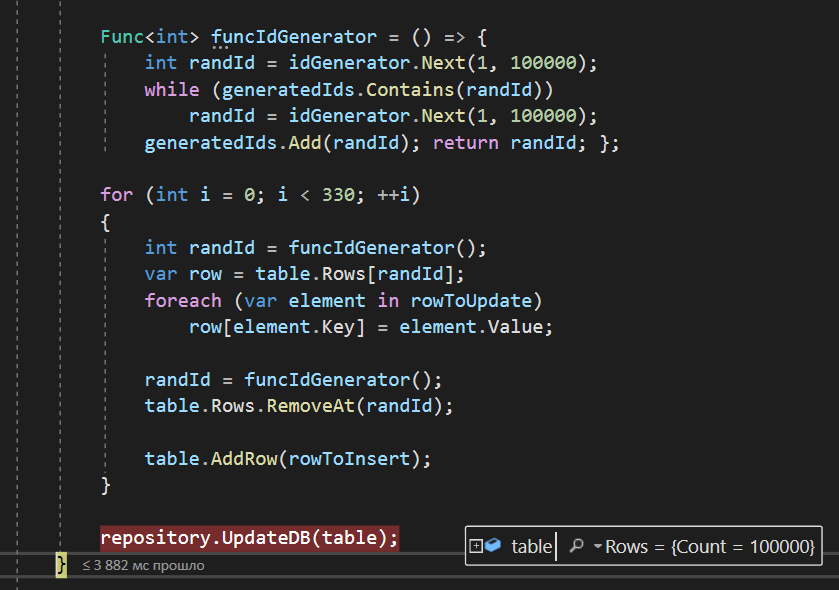 Func<int> funcIdGenerator = () => {
int randId = idGenerator.Next(1, 100000);
while (generatedIds.Contains(randId))
randId = idGenerator.Next(1, 100000);
generatedIds.Add(randId); return randId; };
for (int i = 0; i < 330; ++i)
{
int randId = funcIdGenerator();
var row = table.Rows[randId];
foreach (var element in rowToUpdate)
row[element.Key] = element.Value;
randId = funcIdGenerator();
table.Rows.RemoveAt(randId);
table.AddRow(rowToInsert);
}
repository.UpdateDB(table);
table Rows = {Count = 100000}
} ≤ 3 882 мс прошло